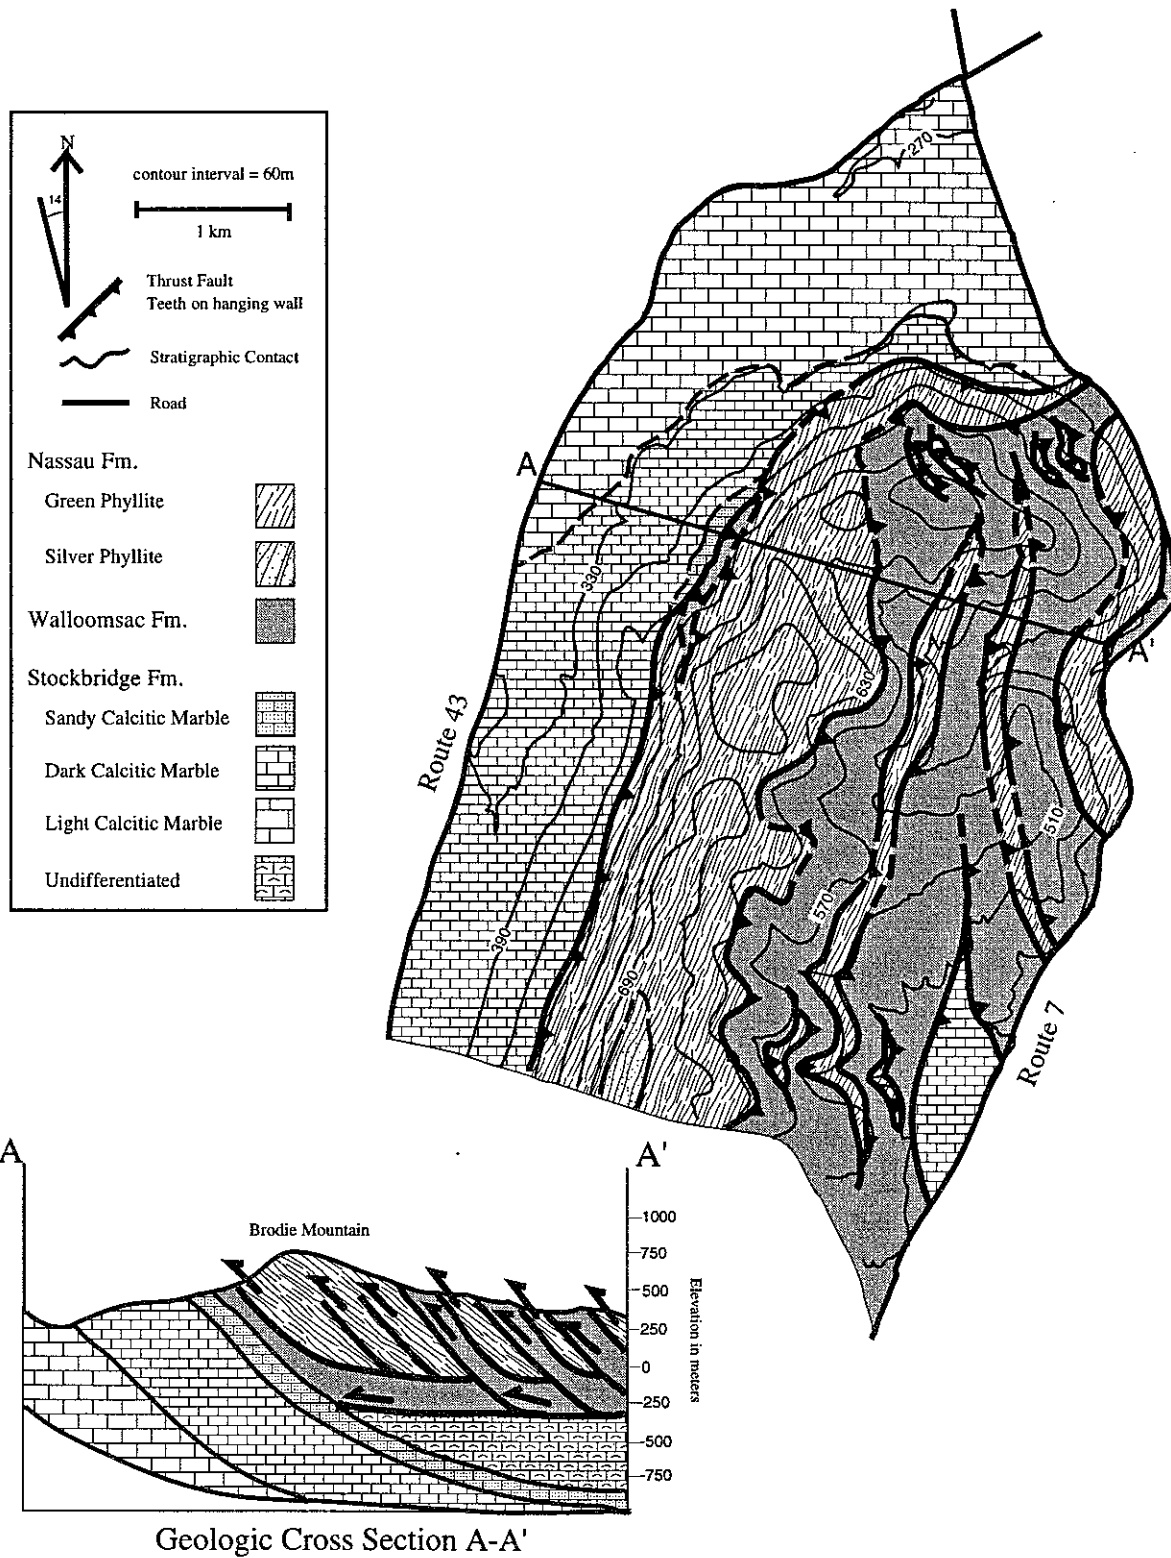 N
14
contour interval = 60m
1 km
Thrust Fault
Teeth on hanging wall
Stratigraphic Contact
Road
Nassau Fm.
Green Phyllite
Silver Phyllite
Walloomsac Fm.
Stockbridge Fm.
Sandy Calcitic Marble
Dark Calcitic Marble
Light Calcitic Marble
Undifferentiated
270
A
330
A'
630
Route 43
510
570
390
690
Route 7
A
A'
Brodie Mountain
1000
750
500
250
0
-250
-500
-750
Elevation in meters
Geologic Cross Section A-A'